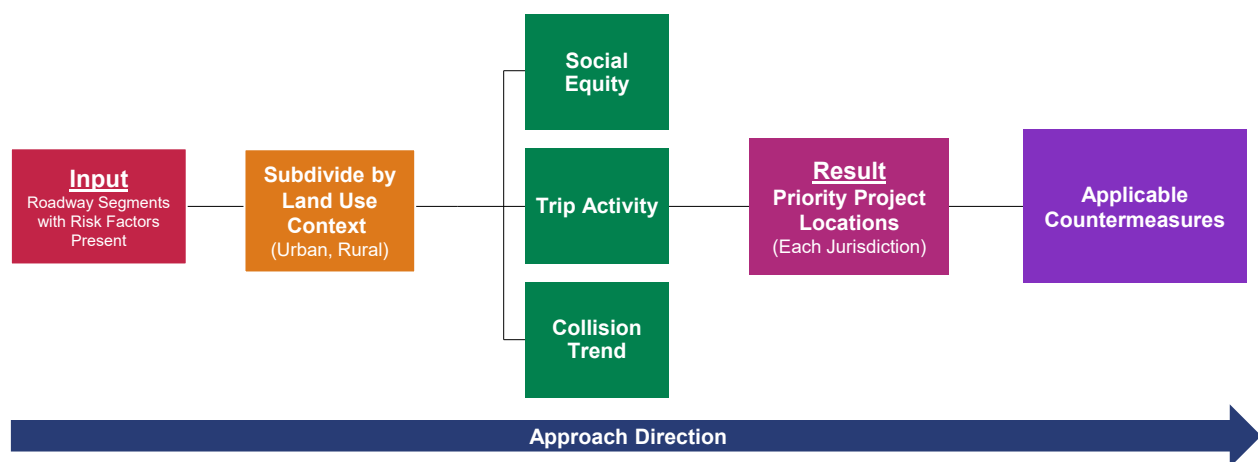 Input
Roadway Segments
with Risk Factors
Present
Subdivide by
Land Use
Context
(Urban, Rural)
Social
Equity
Trip Activity
Collision
Trend
Result
Priority Project
Locations
(Each Jurisdiction)
Applicable
Countermeasures
Approach Direction